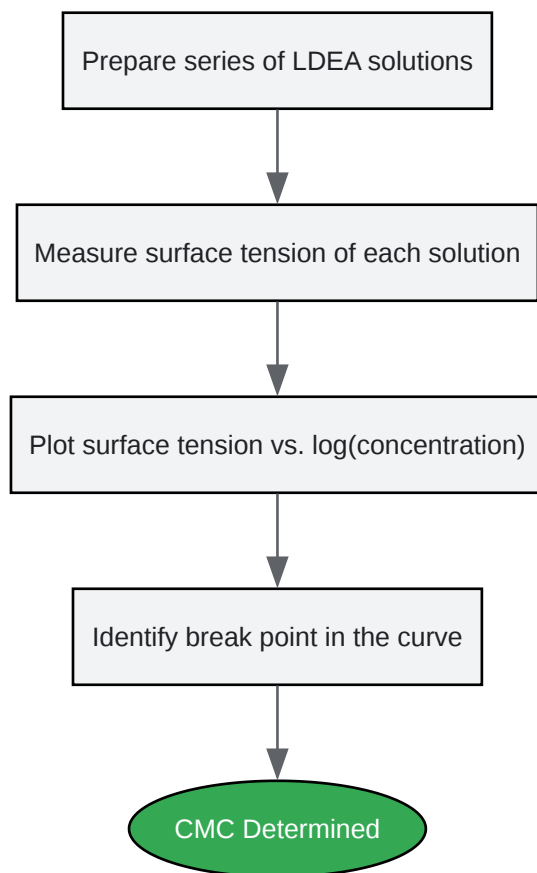 Prepare series of LDEA solutions
Measure surface tension of each solution
Plot surface tension vs. log(concentration)
Identify break point in the curve
CMC Determined